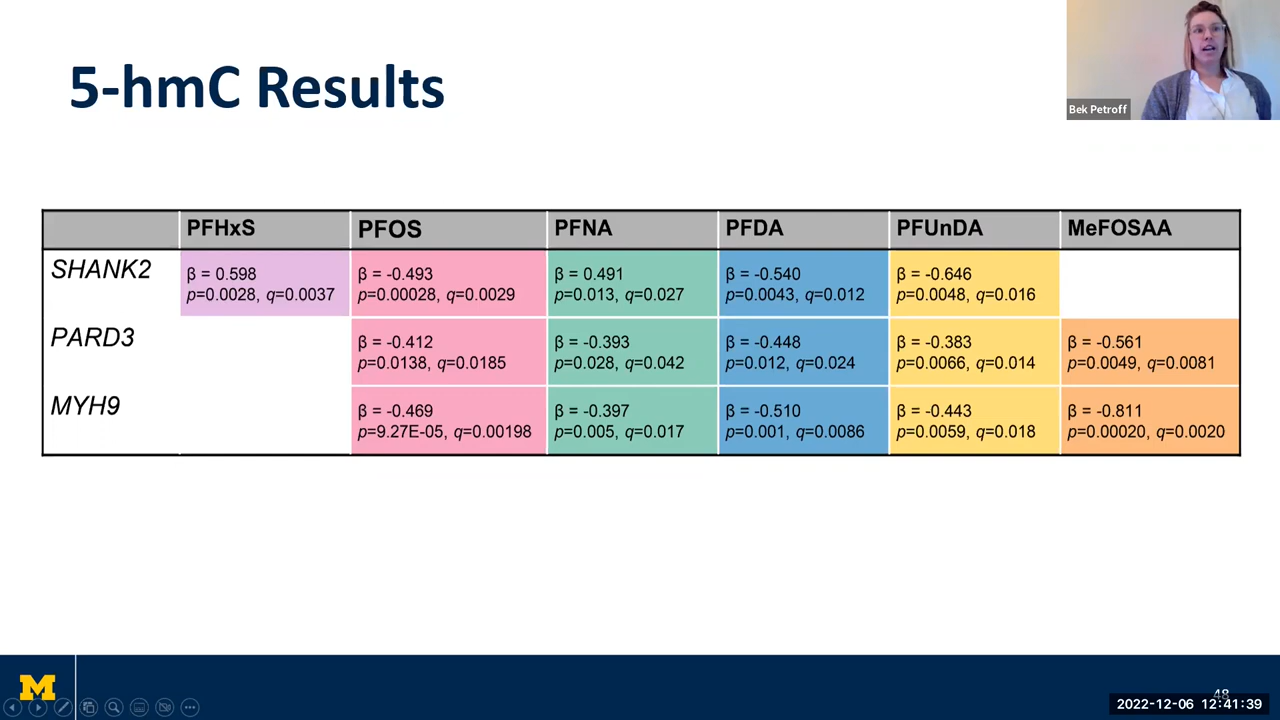 5-hmC Results
Bek Petroff
PFHxS PFOS PFNA PFDA PFUnDA MeFOSAA
SHANK2
β = 0.598 β = -0.493 β = 0.491 β = -0.540 β = -0.646
p=0.0028, q=0.0037 p=0.00028, q=0.0029 p=0.013, q=0.027 p=0.0043, q=0.012 p=0.0048, q=0.016
PARD3
β = -0.412 β = -0.393 β = -0.448 β = -0.383 β = -0.561
p=0.0138, q=0.0185 p=0.028, q=0.042 p=0.012, q=0.024 p=0.0066, q=0.014 p=0.0049, q=0.0081
MYH9
β = -0.469 β = -0.397 β = -0.510 β = -0.443 β = -0.811
p=9.27E-05, q=0.00198 p=0.005, q=0.017 p=0.001, q=0.0086 p=0.0059, q=0.018 p=0.00020, q=0.0020
M
48
2022-12-06 12:41:39